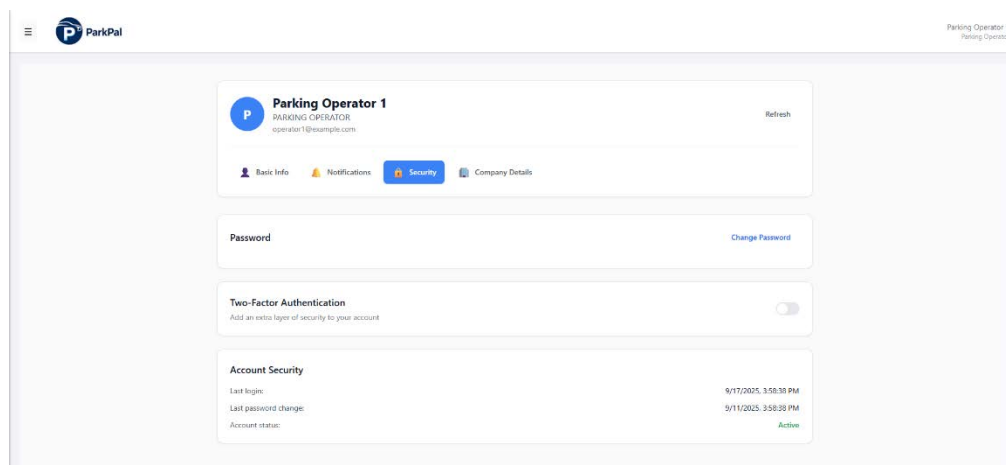 ParkPal
Parking Operator
Parking Operato
P
Parking Operator 1
PARKING OPERATOR
operator1@example.com
Refresh
Basic Info
Notifications
Security
Company Details
Password
Change Password
Two-Factor Authentication
Add an extra layer of security to your account
Account Security
Last login:
9/17/2025, 3:58:38 PM
Last password change:
9/11/2025, 3:58:38 PM
Account status:
Active